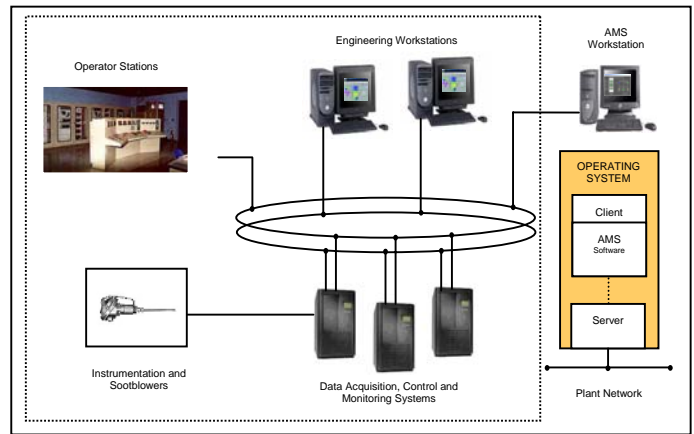 Engineering Workstations
AMS
Workstation
Operator Stations
OPERATING
SYSTEM
Client
AMS
Software
Server
Instrumentation and
Sootblowers
Data Acquisition, Control and
Monitoring Systems
Plant Network